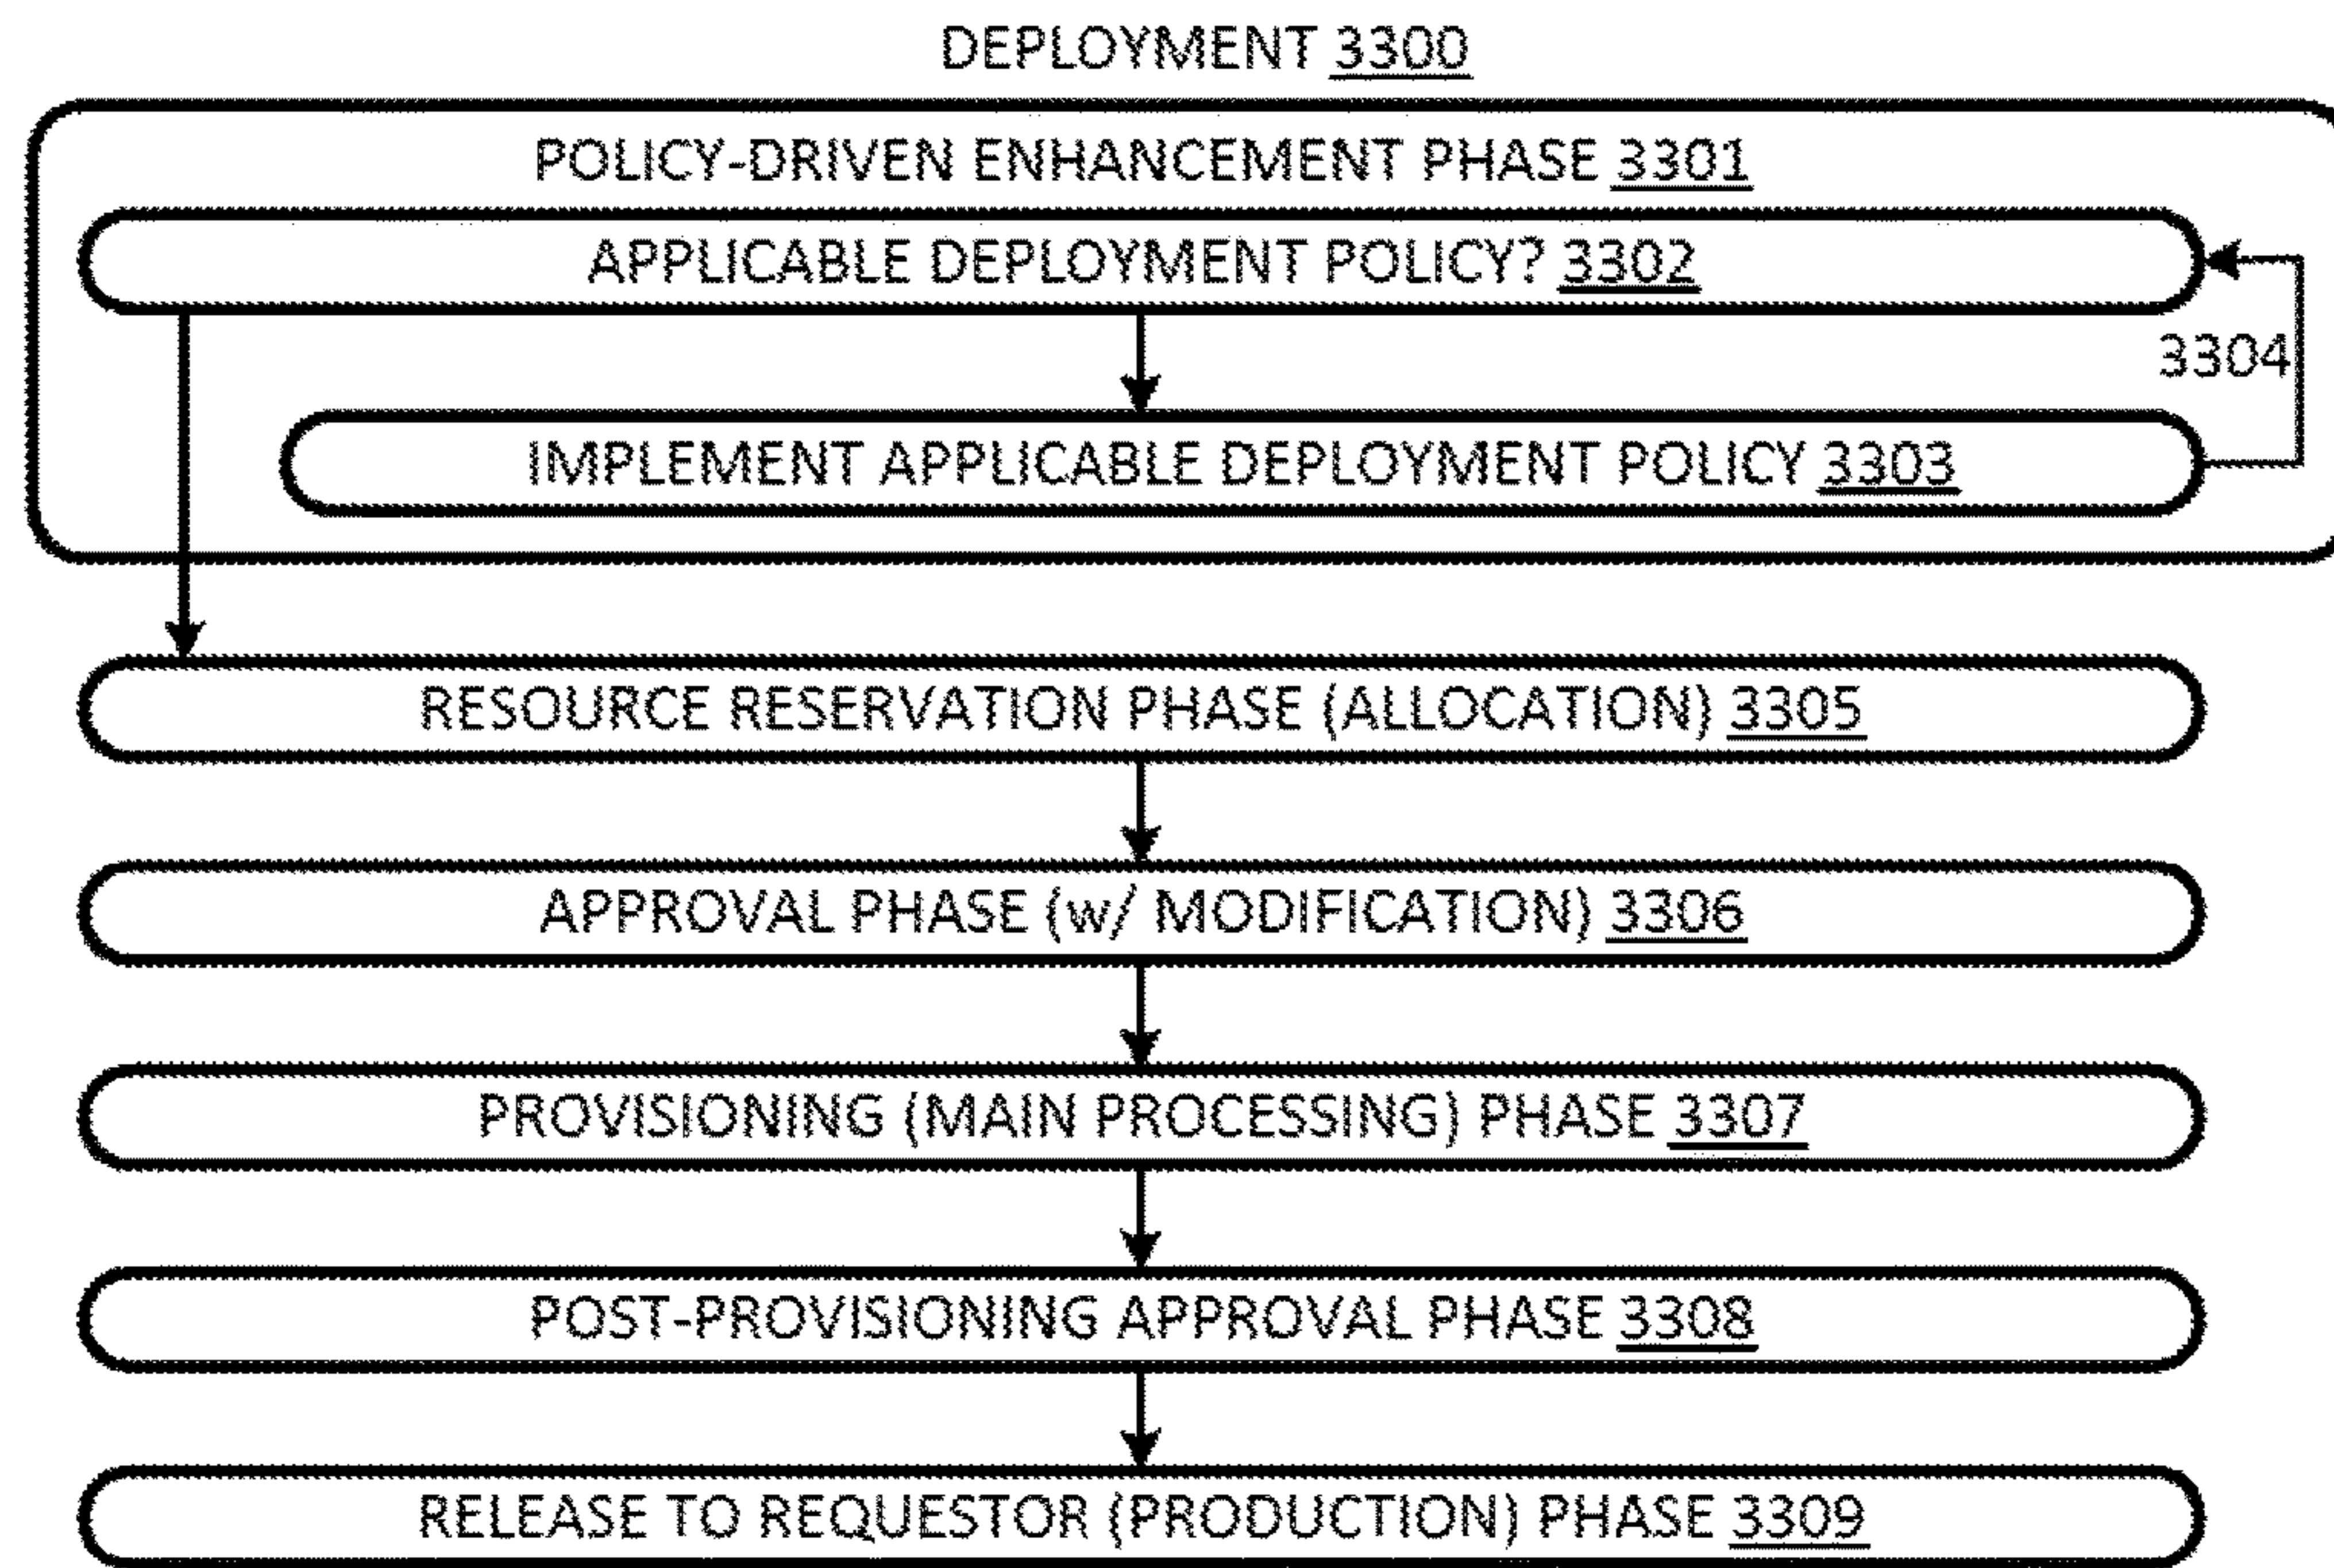 DEPLOYMENT 3300
POLICY-DRIVEN ENHANCEMENT PHASE 3301
APPLICABLE DEPLOYMENT POLICY? 3302
3304
IMPLEMENT APPLICABLE DEPLOYMENT POLICY 3303
RESOURCE RESERVATION PHASE (ALLOCATION) 3305
APPROVAL PHASE (w/ MODIFICATION) 3306
PROVISIONING (MAIN PROCESSING) PHASE 3307
POST-PROVISIONING APPROVAL PHASE 3308
RELEASE TO REQUESTOR (PRODUCTION) PHASE 3309